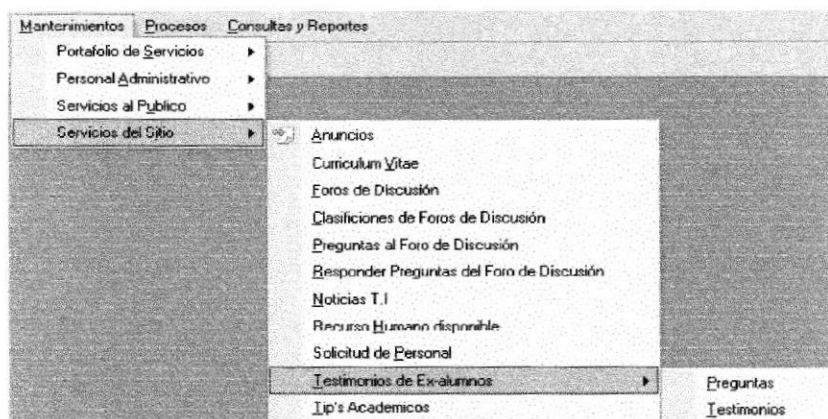 Mantenimientos Procesos Consultas y Reportes
Portafolio de Servicios
Personal Administrativo
Servicios al Publico
Servicios del Sitio
Anuncios
Curriculum Vitae
Foros de Discusión
Clasificiones de Foros de Discusión
Preguntas al Foro de Discusión
Responder Preguntas del Foro de Discusión
Noticias T.I
Recurso Humano disponible
Solicitud de Personal
Testimonios de Ex-alumnos
Preguntas
Tip's Academicos
Testimonios